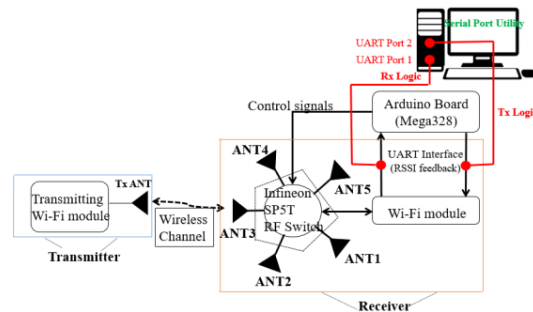 Serial Port Utility
UART Port 2
UART Port 1
Rx Logic
Tx Logic
Control signals
Arduino Board
(Mega328)
UART Interface
(RSSI feedback)
ANT4
ANT5
Tx ANT
Transmitting
Wi-Fi module
Infineon
SP5T
RF Switch
Wi-Fi module
Wireless
Channel
ANT3
ANT1
ANT2
Transmitter
Receiver